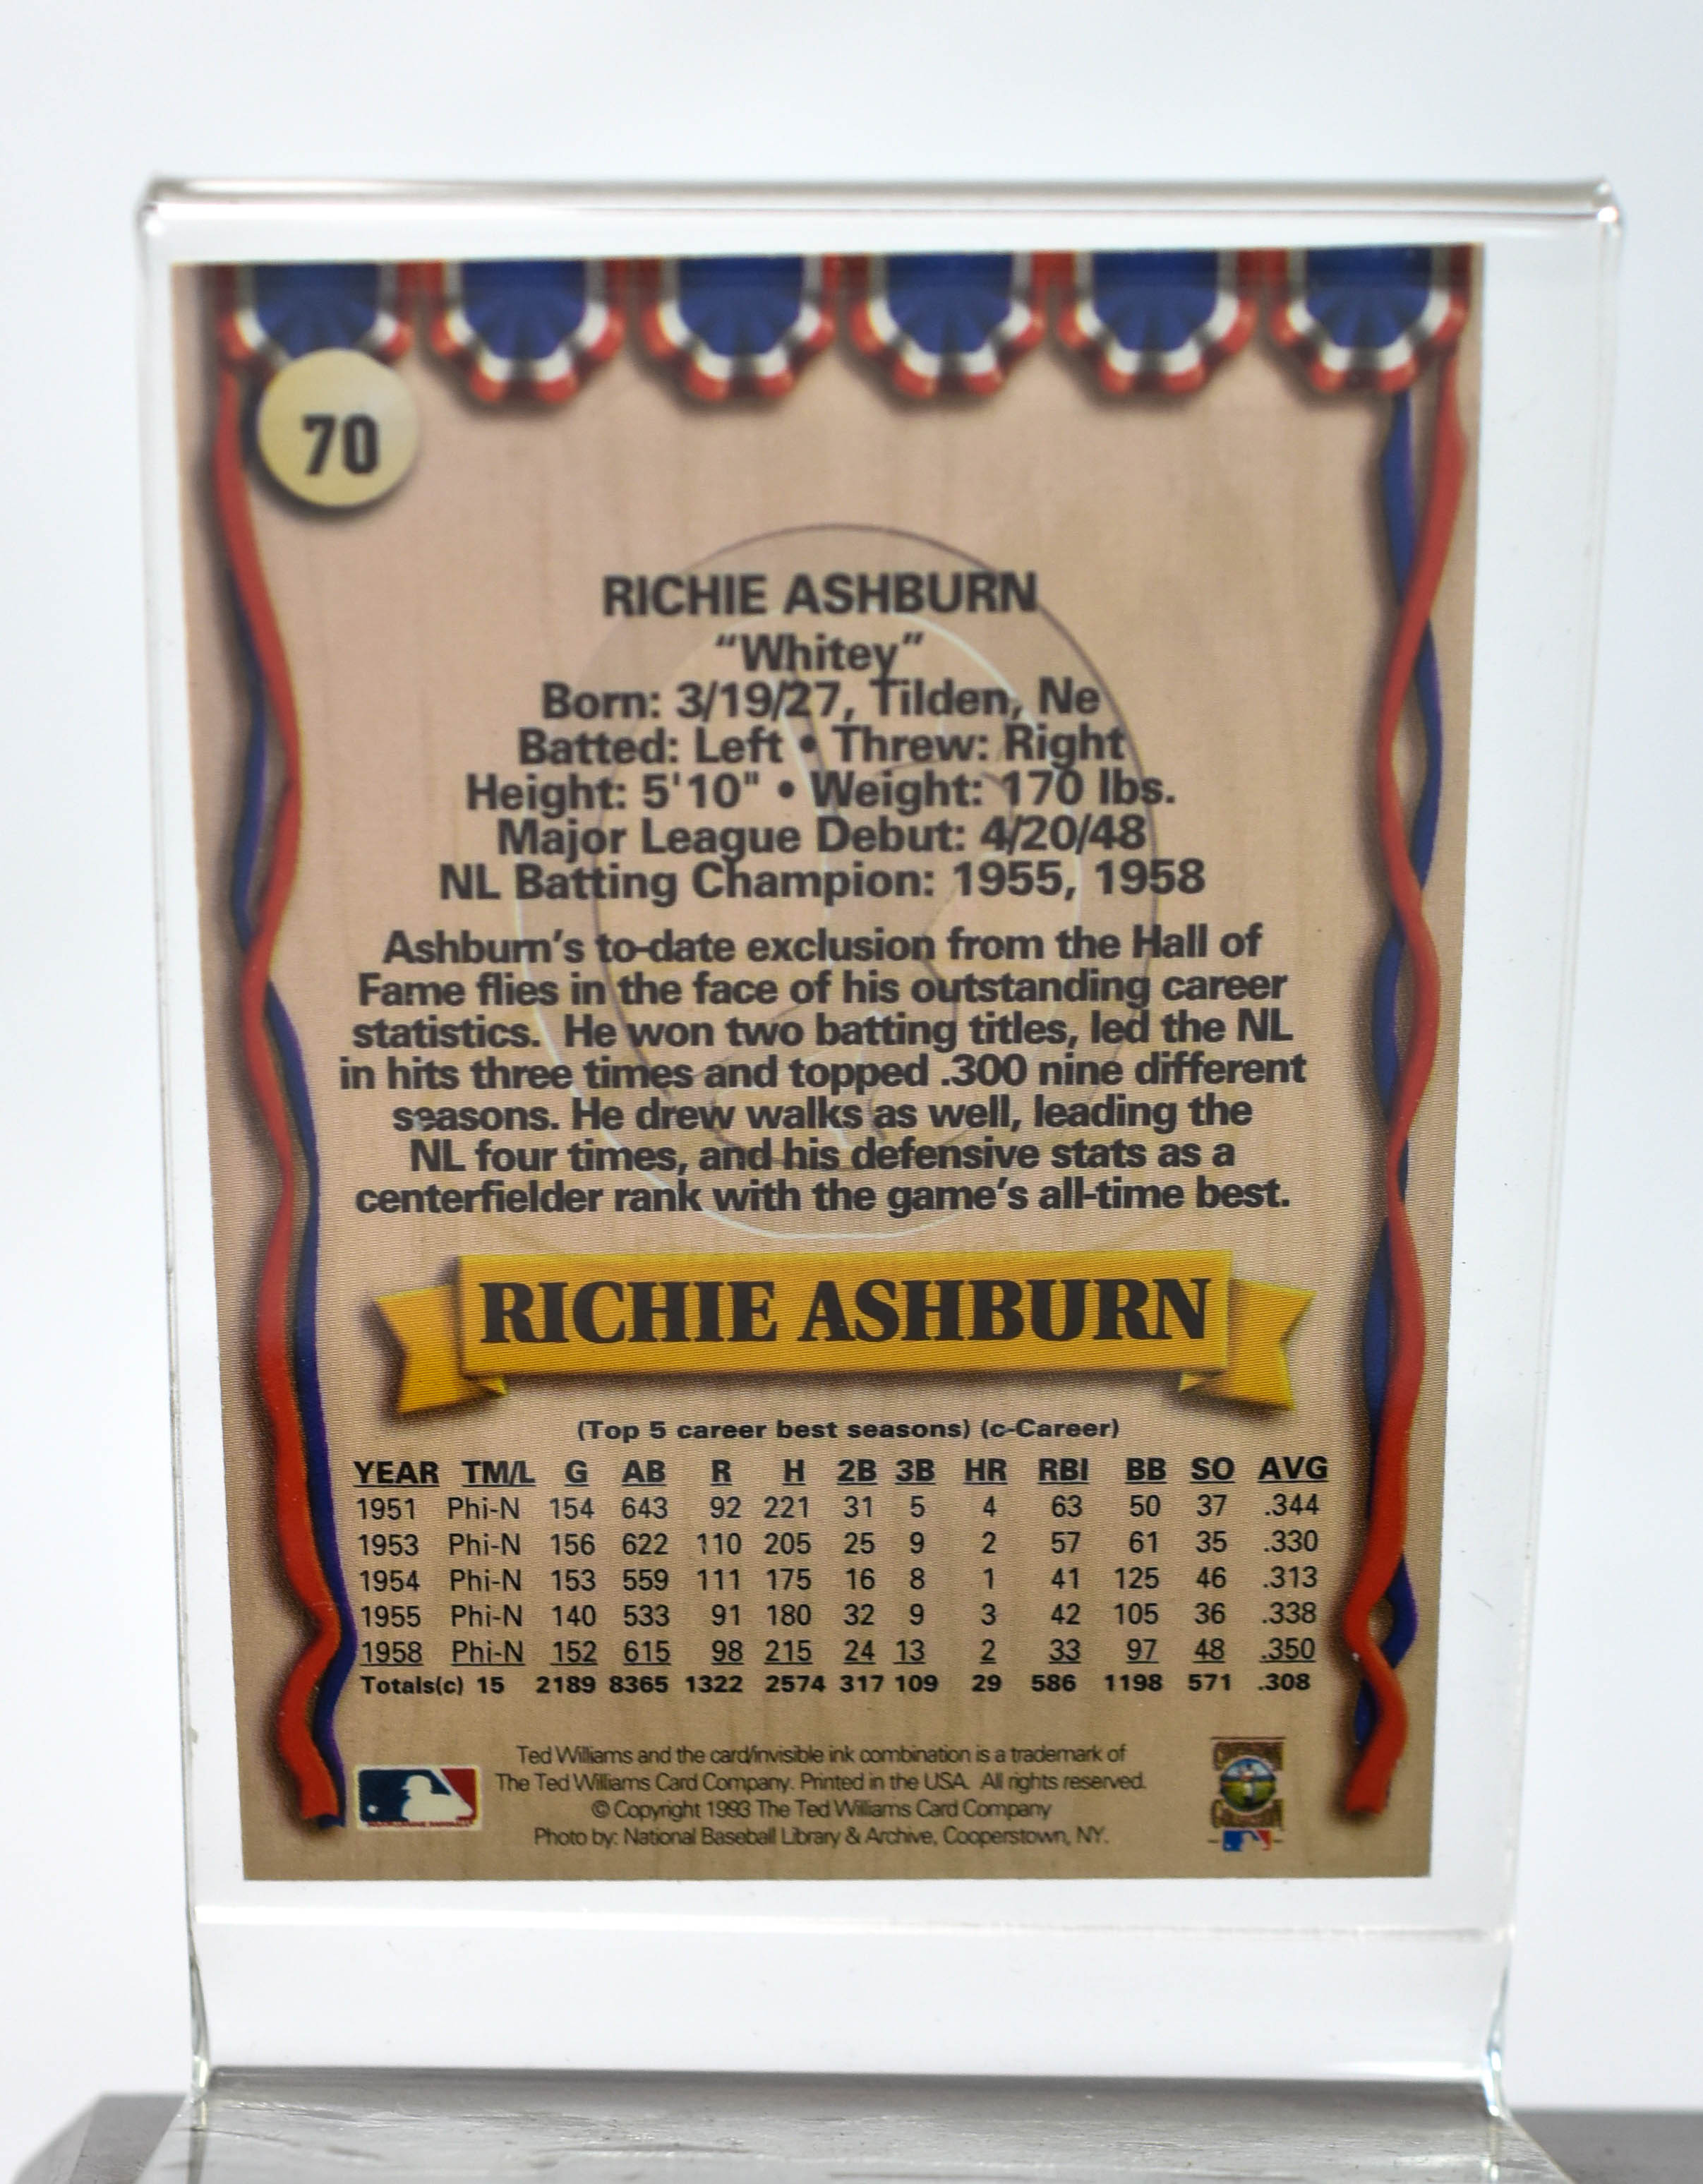 70
RICHIE ASHBURN
“Whitey”
Born: 3/19/27, Tilden, Ne
Batted: Left • Threw: Right
Height: 5'10" • Weight: 170 lbs.
Major League Debut: 4/20/48
NL Batting Champion: 1955, 1958
Ashburn’s to-date exclusion from the Hall of
Fame flies in the face of his outstanding career
statistics. He won two batting titles, led the NL
in hits three times and topped .300 nine different
seasons. He drew walks as well, leading the
NL four times, and his defensive stats as a
centerfielder rank with the game’s all-time best.
RICHIE ASHBURN
(Top 5 career best seasons) (c-Career)
YEAR TM/L G AB R H 2B 3B HR RBI BB SO AVG
1951 Phi-N 154 643 92 221 31 5 4 63 50 37 .344
1953 Phi-N 156 622 110 205 25 9 2 57 61 35 .330
1954 Phi-N 153 559 111 175 16 8 1 41 125 46 .313
1955 Phi-N 140 533 91 180 32 9 3 42 105 36 .338
1958 Phi-N 152 615 98 215 24 13 2 33 97 48 .350
Totals(c) 15 2189 8365 1322 2574 317 109 29 586 1198 571 .308
Ted Williams and the card/invisible ink combination is a trademark of
The Ted Williams Card Company. Printed in the USA. All rights reserved.
© Copyright 1993 The Ted Williams Card Company
Photo by: National Baseball Library & Archive, Cooperstown, NY.